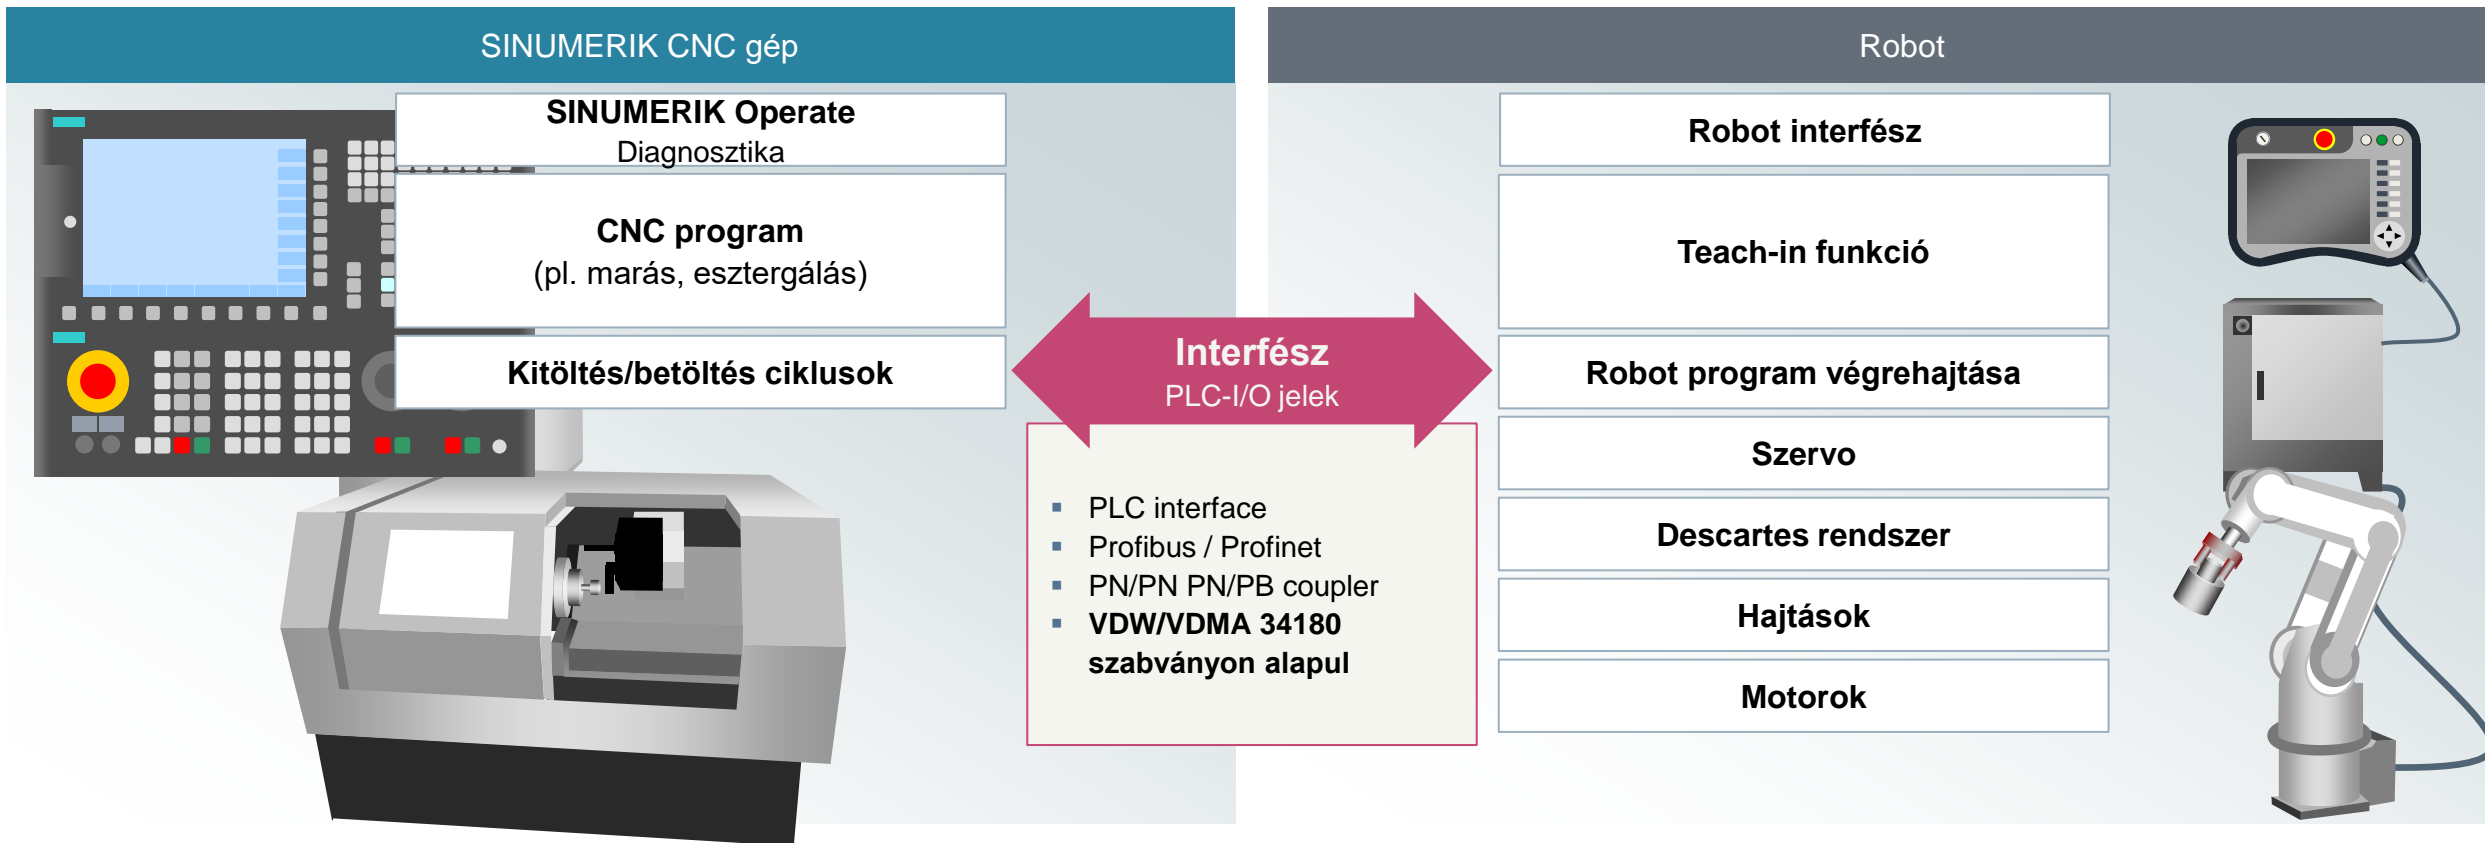 SINUMERIK CNC gép
SINUMERIK Operate
Diagnosztika
CNC program
(pl. marás, esztergálás)
Kitöltés/betöltés ciklusok
Interfész
PLC-I/O jelek
PLC interface
Profibus / Profinet
PN/PN PN/PB coupler
VDW/VDMA 34180
szabványon alapul
Robot
Robot interfész
Teach-in funkció
Robot program végrehajtása
Szervo
Descartes rendszer
Hajtások
Motorok